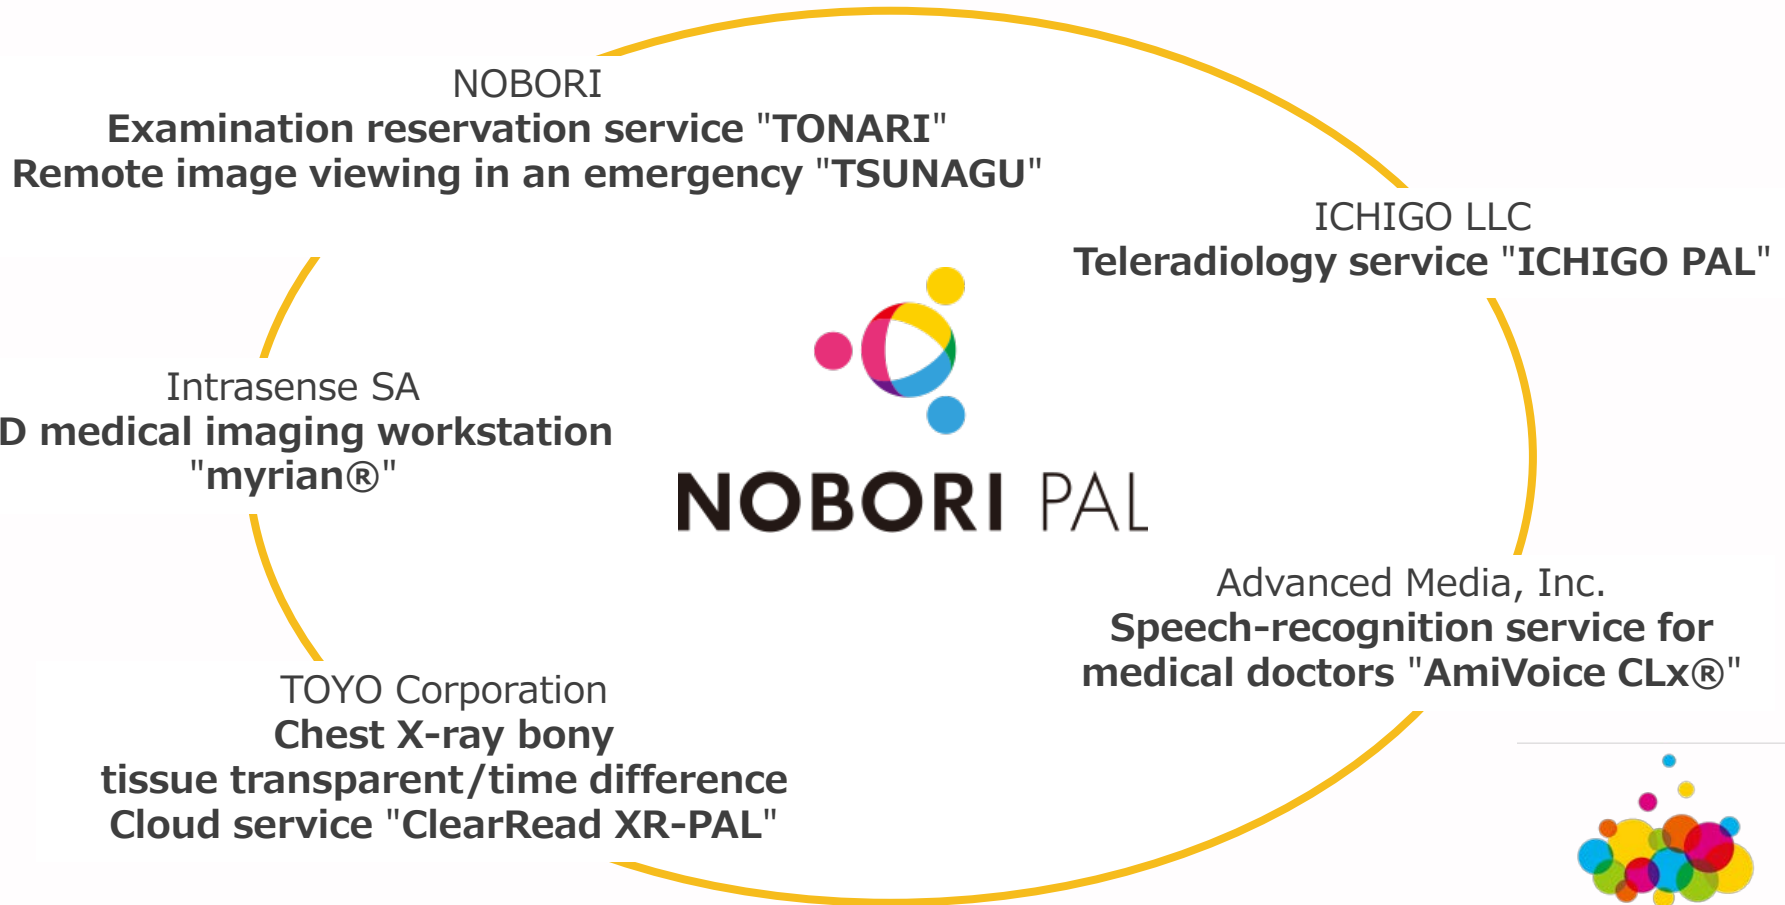 NOBORI
Examination reservation service "TONARI"
Remote image viewing in an emergency "TSUNAGU"
ICHIGO LLC
Teleradiology service "ICHIGO PAL"
Intrasense SA
D medical imaging workstation
"myrian®"
NOBORI PAL
Advanced Media, Inc.
Speech-recognition service for
medical doctors "AmiVoice CLx®"
TOYO Corporation
Chest X-ray bony
tissue transparent/time difference
Cloud service "ClearRead XR-PAL"